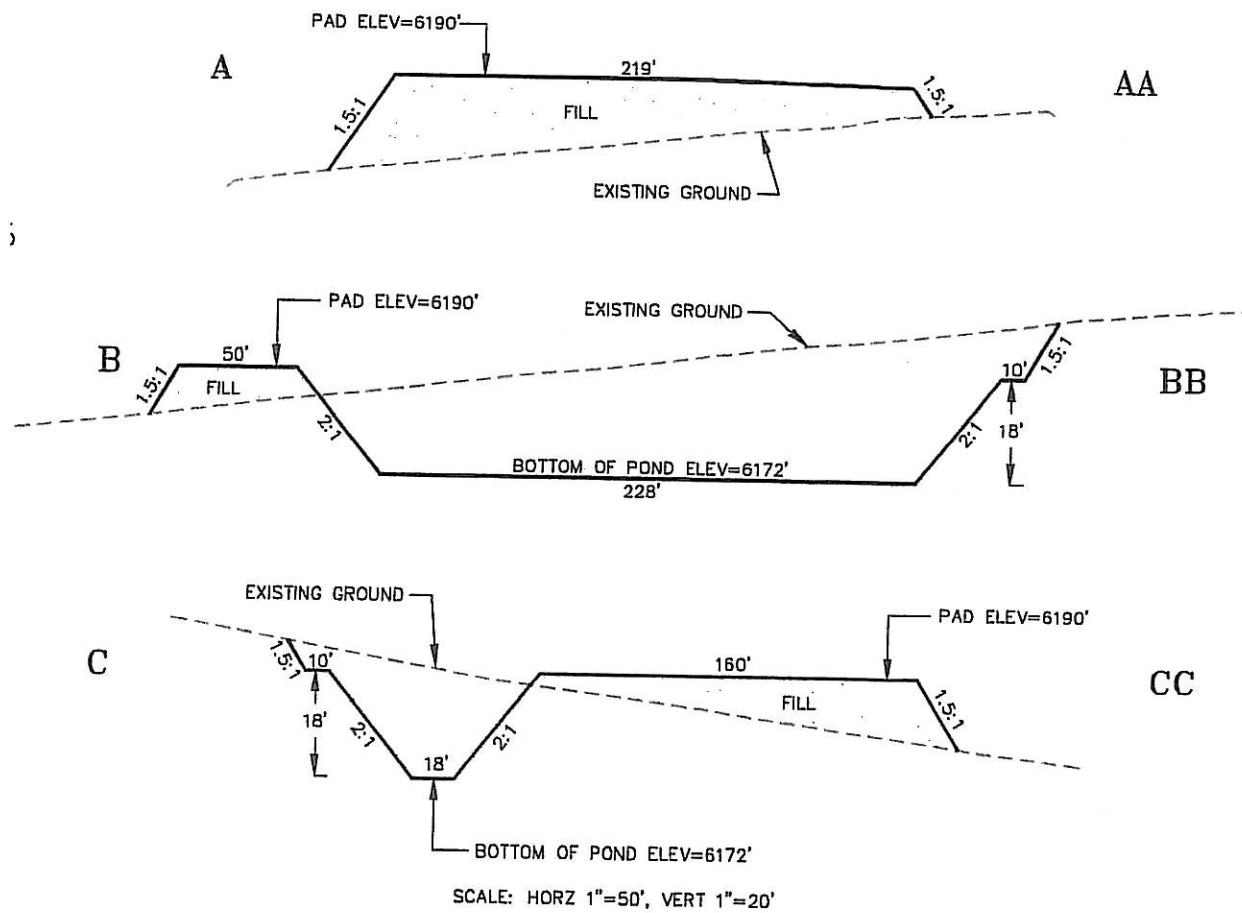 PAD ELEV=6190'
A
219'
AA
1.5:1
FILL
1.5:1
EXISTING GROUND
PAD ELEV=6190'
EXISTING GROUND
B
50'
BB
1.5:1
FILL
2:1
10'
1.5:1
18'
2:1
BOTTOM OF POND ELEV=6172'
228'
EXISTING GROUND
PAD ELEV=6190'
C
1.5:1
10'
160'
CC
18'
2:1
2:1
FILL
1.5:1
18'
BOTTOM OF POND ELEV=6172'
SCALE: HORZ 1"=50', VERT 1"=20'